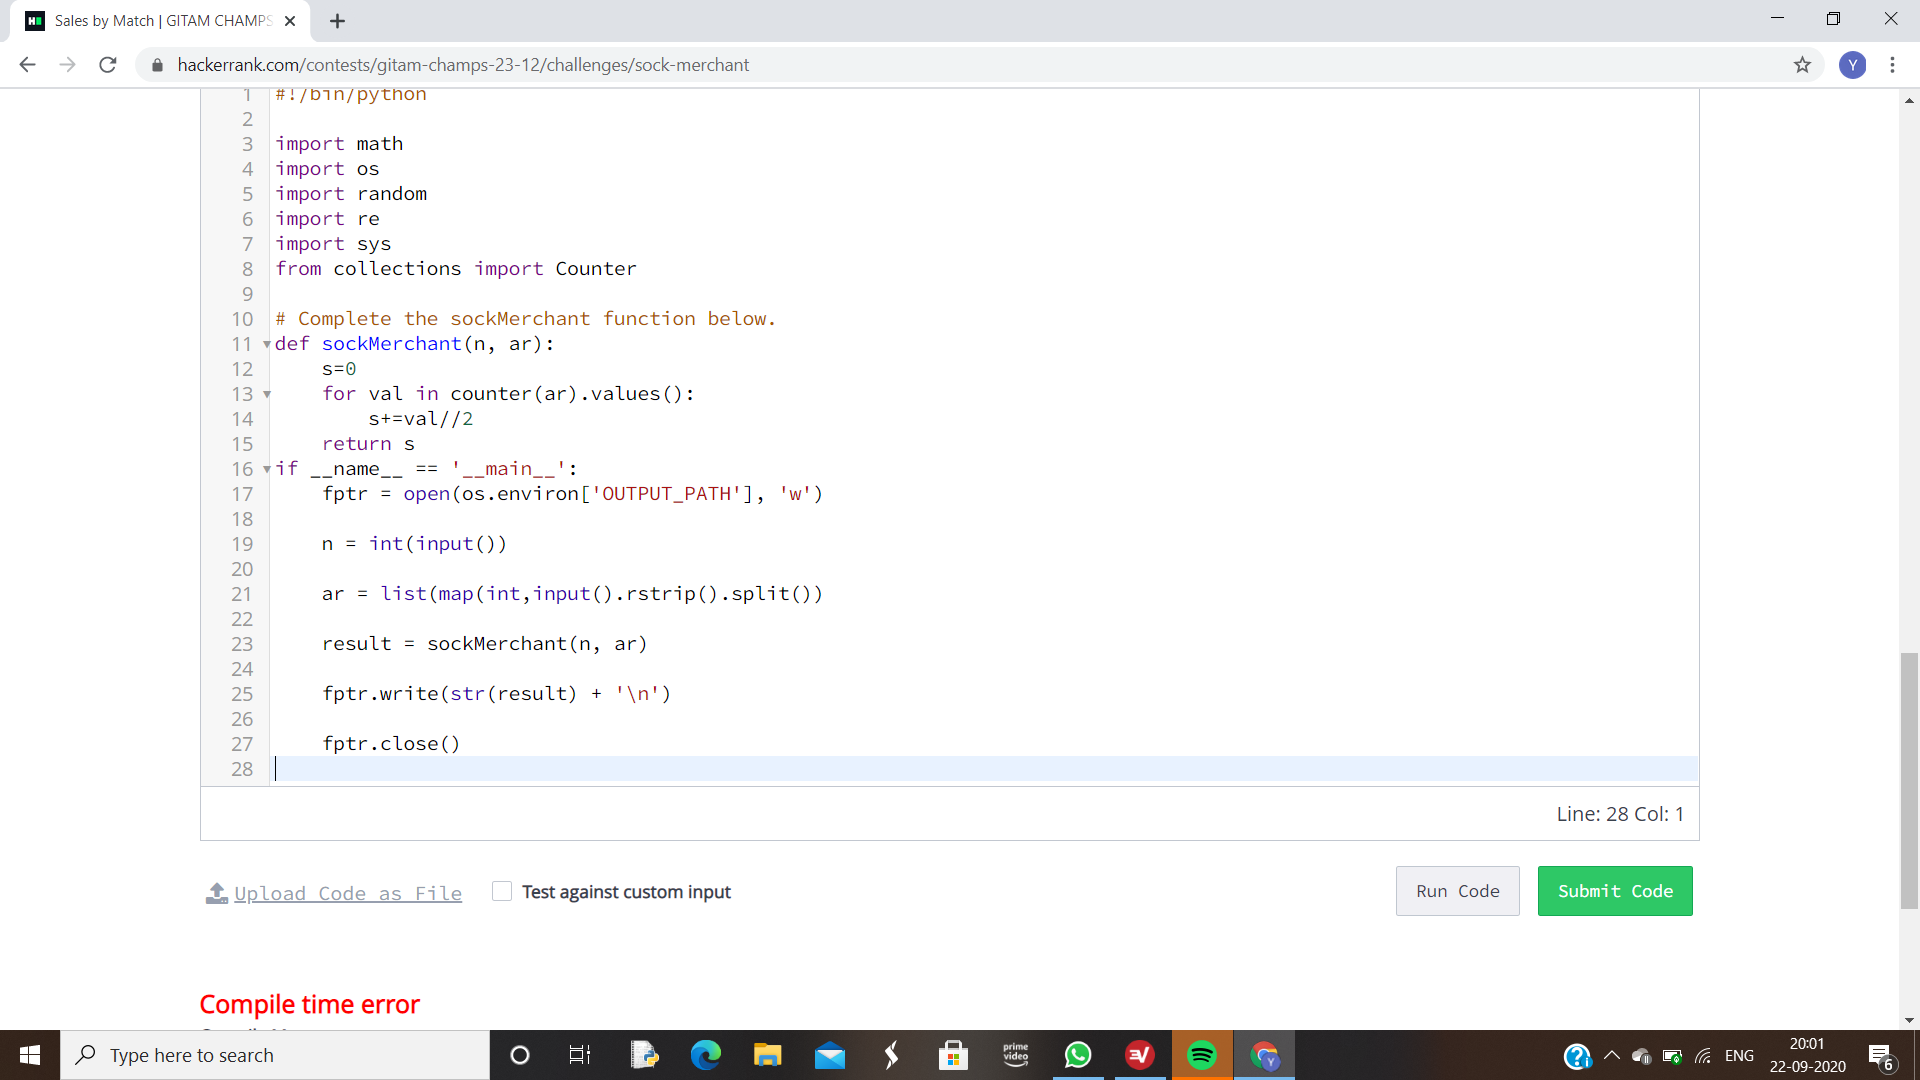 Sales by Match | GITAM CHAMPS
hackerrank.com/contests/gitam-champs-23-12/challenges/sock-merchant
Y
1 #!/bin/python
2
3 import math
4 import os
5 import random
6 import re
7 import sys
8 from collections import Counter
9
10 # Complete the sockMerchant function below.
11 def sockMerchant(n, ar):
12     s=0
13     for val in counter(ar).values():
14         s+=val//2
15     return s
16 if __name__ == '__main__':
17     fptr = open(os.environ['OUTPUT_PATH'], 'w')
18
19     n = int(input())
20
21     ar = list(map(int,input().rstrip().split())
22
23     result = sockMerchant(n, ar)
24
25     fptr.write(str(result) + '\n')
26
27     fptr.close()
28
Line: 28 Col: 1
Upload Code as File
Test against custom input
Run Code
Submit Code
Compile time error
Type here to search
prime video
ENG
20:01
22-09-2020
6